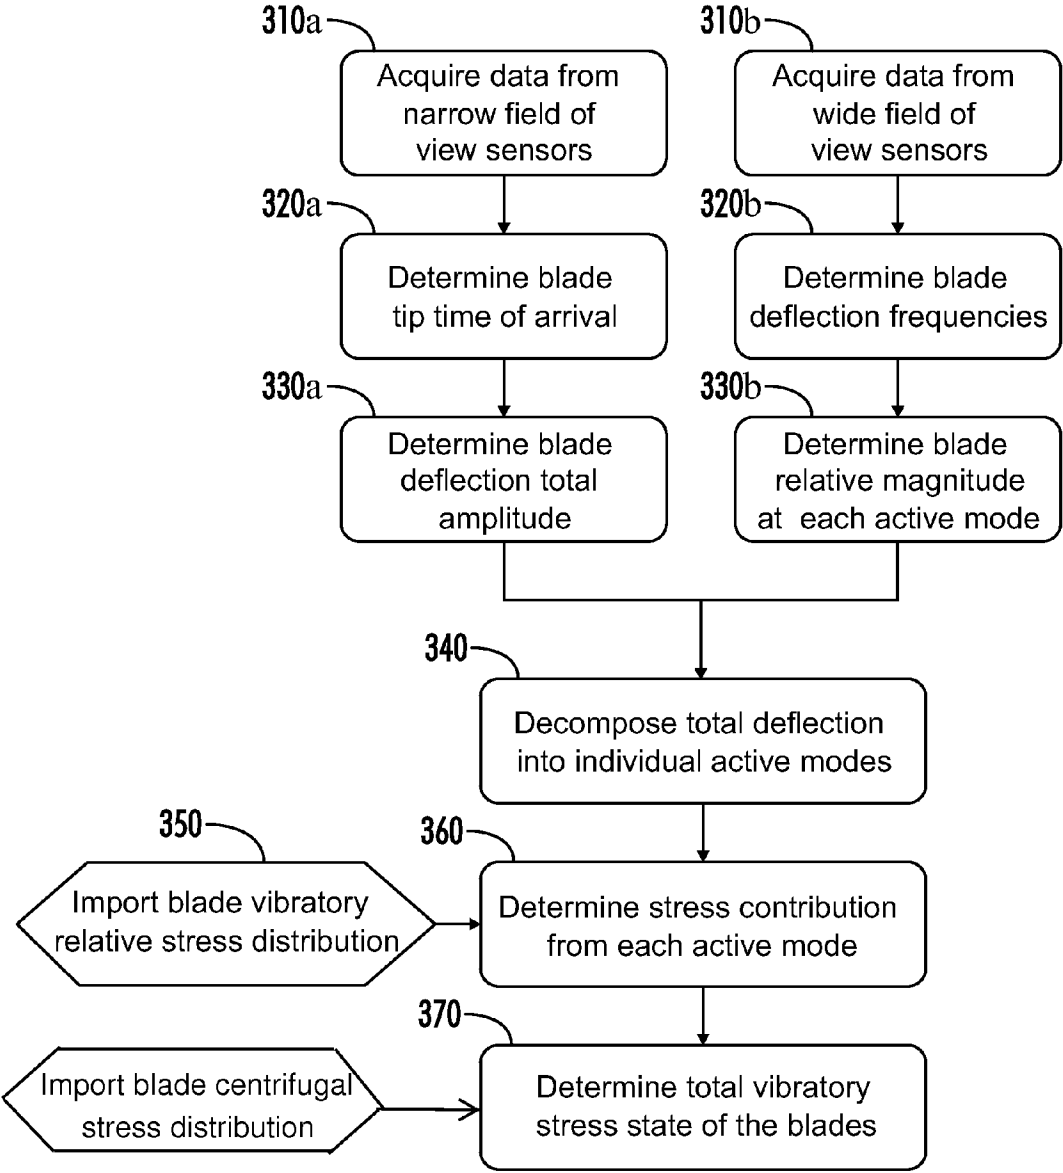 310a
Acquire data from
narrow field of
view sensors
310b
Acquire data from
wide field of
view sensors
320a
Determine blade
tip time of arrival
320b
Determine blade
deflection frequencies
330a
Determine blade
deflection total
amplitude
330b
Determine blade
relative magnitude
at each active mode
340
Decompose total deflection
into individual active modes
350
Import blade vibratory
relative stress distribution
360
Determine stress contribution
from each active mode
370
Import blade centrifugal
stress distribution
Determine total vibratory
stress state of the blades